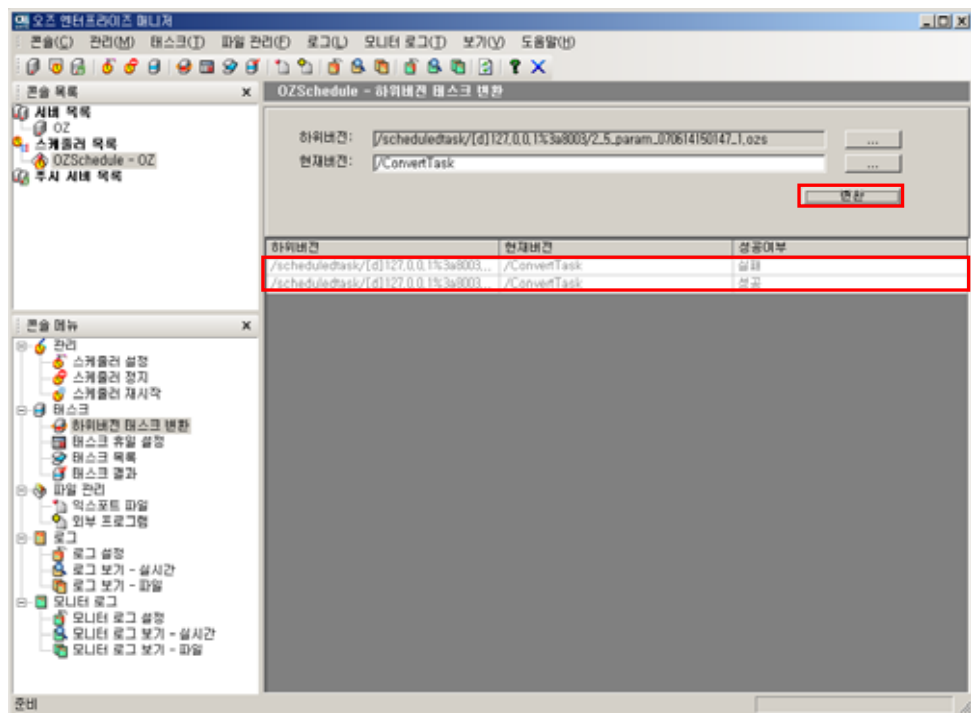 오즈 엔터프라이즈 매니저
콘솔(C) 관리(M) 태스크(T) 파일 관리(F) 로그(L) 모니터 로그(T) 보기(V) 도움말(H)
콘솔 목록
서버 목록
OZ
스케줄러 목록
OZSchedule - OZ
주시 서버 목록
OZSchedule - 하위버전 태스크 변환
하위버전: /scheduledtask/[d]127.0.0.1%3a8003/2_5_param_070614150147_1.ozs ...
현재버전: /ConvertTask ...
변환
하위버전 현재버전 성공여부
/scheduledtask/[d]127.0.0.1%3a8003... /ConvertTask 실패
/scheduledtask/[d]127.0.0.1%3a8003... /ConvertTask 성공
콘솔 메뉴
관리
스케줄러 설정
스케줄러 정지
스케줄러 재시작
태스크
하위버전 태스크 변환
태스크 휴일 설정
태스크 목록
태스크 결과
파일 관리
익스포트 파일
외부 프로그램
로그
로그 설정
로그 보기 - 실시간
로그 보기 - 파일
모니터 로그
모니터 로그 설정
모니터 로그 보기 - 실시간
모니터 로그 보기 - 파일
준비